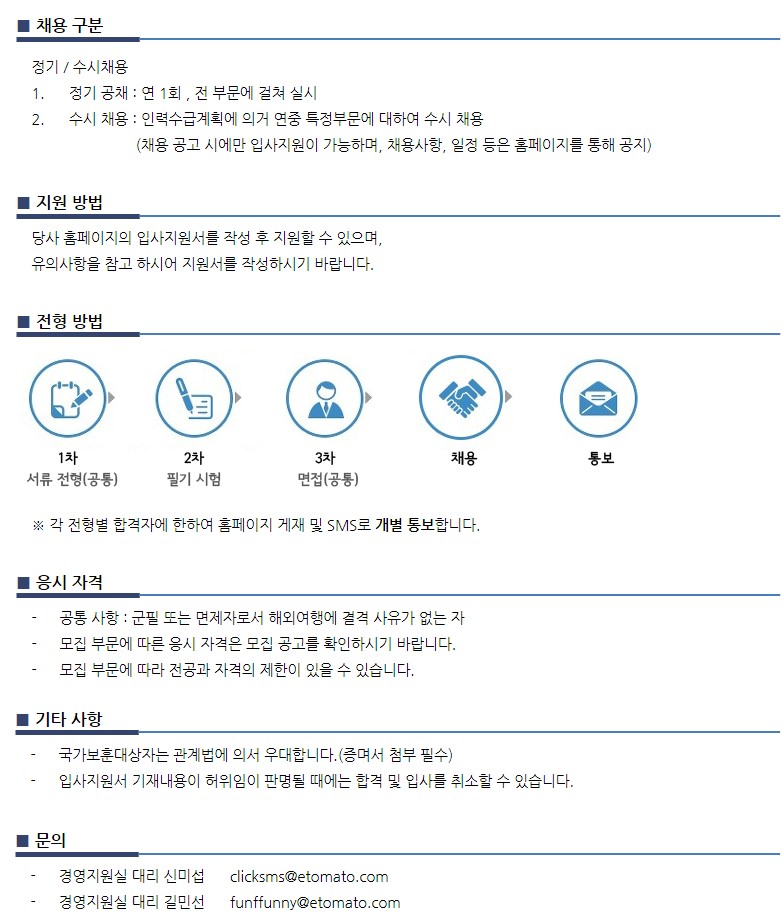 ■ 채용 구분
정기 / 수시채용
1. 정기 공채 : 연 1회 , 전 부문에 걸쳐 실시
2. 수시 채용 : 인력수급계획에 의거 연중 특정부문에 대하여 수시 채용
(채용 공고 시에만 입사지원이 가능하며, 채용사항, 일정 등은 홈페이지를 통해 공지)
■ 지원 방법
당사 홈페이지의 입사지원서를 작성 후 지원할 수 있으며,
유의사항을 참고 하시어 지원서를 작성하시기 바랍니다.
■ 전형 방법
1차 2차 3차 채용 통보
서류 전형(공통) 필기 시험 면접(공통)
※ 각 전형별 합격자에 한하여 홈페이지 게재 및 SMS로 개별 통보합니다.
■ 응시 자격
- 공통 사항 : 군필 또는 면제자로서 해외여행에 결격 사유가 없는 자
- 모집 부문에 따른 응시 자격은 모집 공고를 확인하시기 바랍니다.
- 모집 부문에 따라 전공과 자격의 제한이 있을 수 있습니다.
■ 기타 사항
- 국가보훈대상자는 관계법에 의서 우대합니다.(증며서 첨부 필수)
- 입사지원서 기재내용이 허위임이 판명될 때에는 합격 및 입사를 취소할 수 있습니다.
■ 문의
- 경영지원실 대리 신미섭 clicksms@etomato.com
- 경영지원실 대리 길민선 funffunny@etomato.com